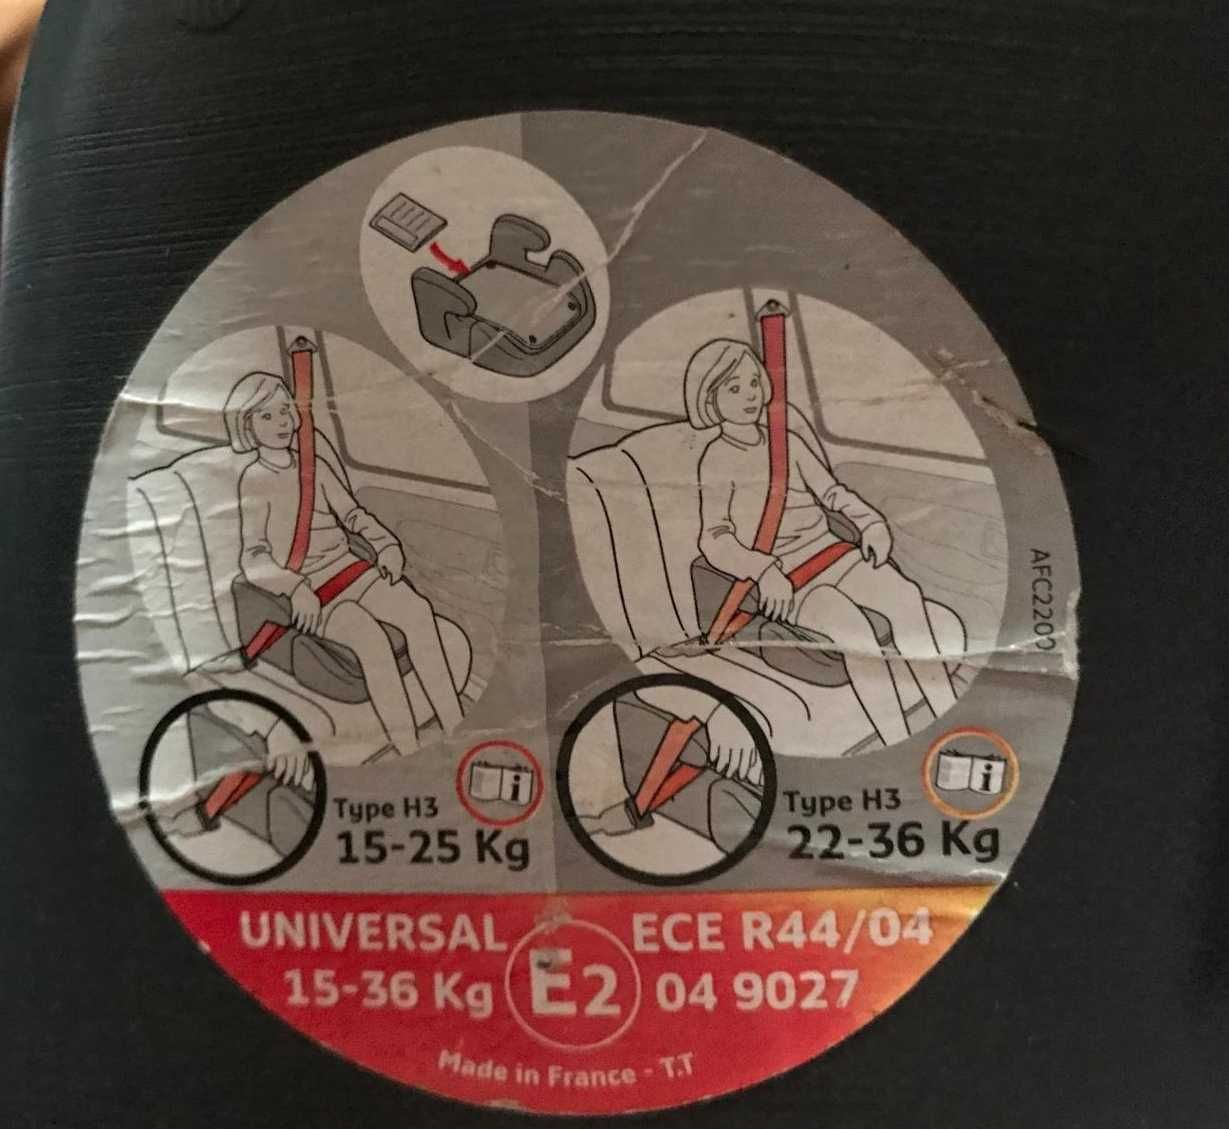 AFC2200
Type H3
15-25 Kg
i
Type H3
22-36 Kg
i
UNIVERSAL
15-36 Kg
E2
ECE R44/04
04 9027
Made in France - T.T